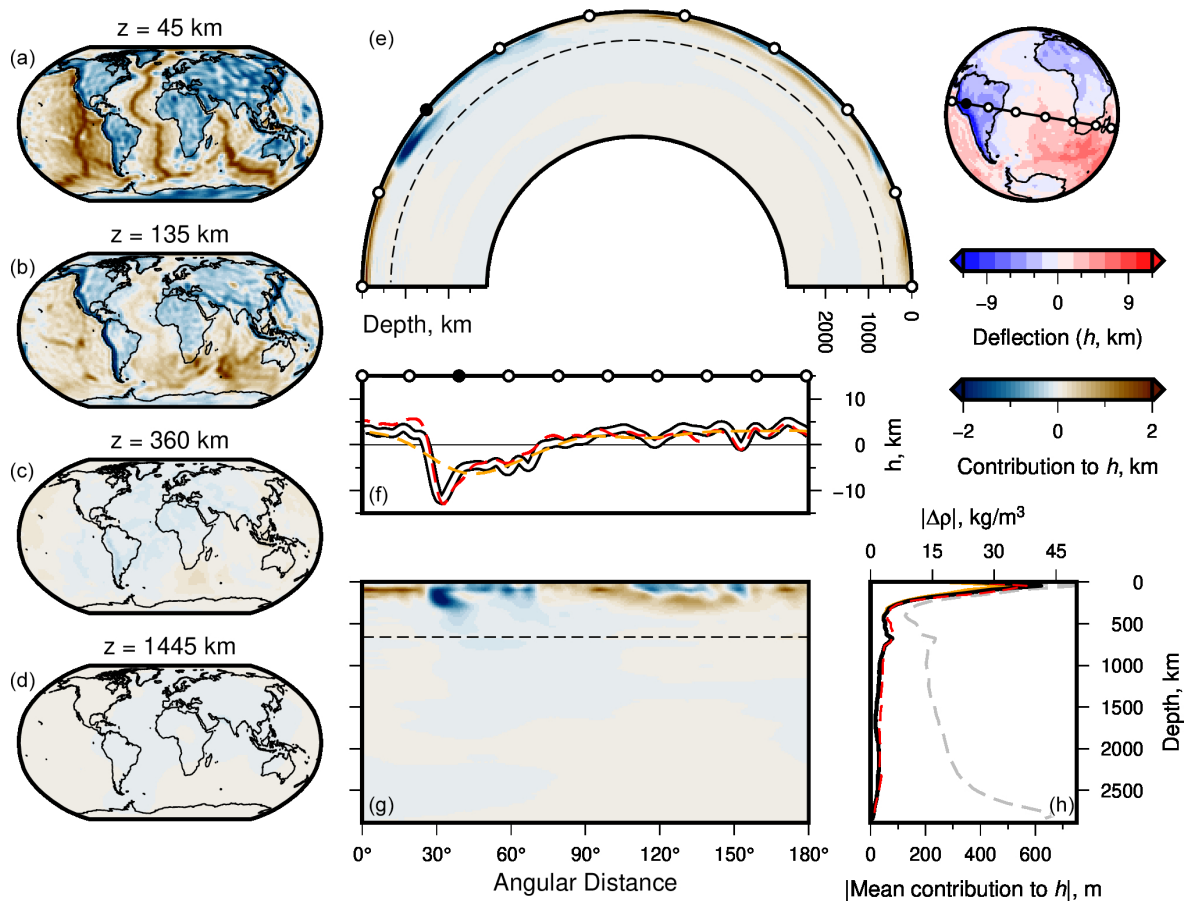 z = 45 km
(a)
z = 135 km
(b)
z = 360 km
(c)
z = 1445 km
(d)
(e)
Depth, km
2000
1000
0
−9 0 9
Deflection (h, km)
−2 0 2
Contribution to h, km
10
0
−10
h, km
(f)
(g)
0° 30° 60° 90° 120° 150° 180°
Angular Distance
|Δρ|, kg/m³
0 15 30 45
0
500
1000
1500
2000
2500
Depth, km
(h)
0 200 400 600
|Mean contribution to h|, m